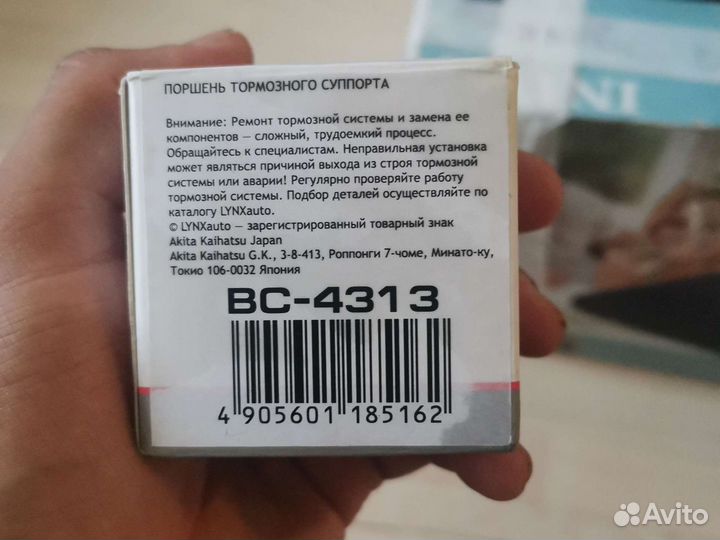 ПОРШЕНЬ ТОРМОЗНОГО СУППОРТА
Внимание: Ремонт тормозной системы и замена ее
компонентов — сложный, трудоемкий процесс.
Обращайтесь к специалистам. Неправильная установка
может являться причиной выхода из строя тормозной
системы или аварии! Регулярно проверяйте работу
тормозной системы. Подбор деталей осуществляйте по
каталогу LYNXauto.
© LYNXauto — зарегистрированный товарный знак
Akita Kaihatsu Japan
Akita Kaihatsu G.K., 3-8-413, Роппонги 7-чоме, Минато-ку,
Токио 106-0032 Япония
BC-4313
4 905601 185162
Avito